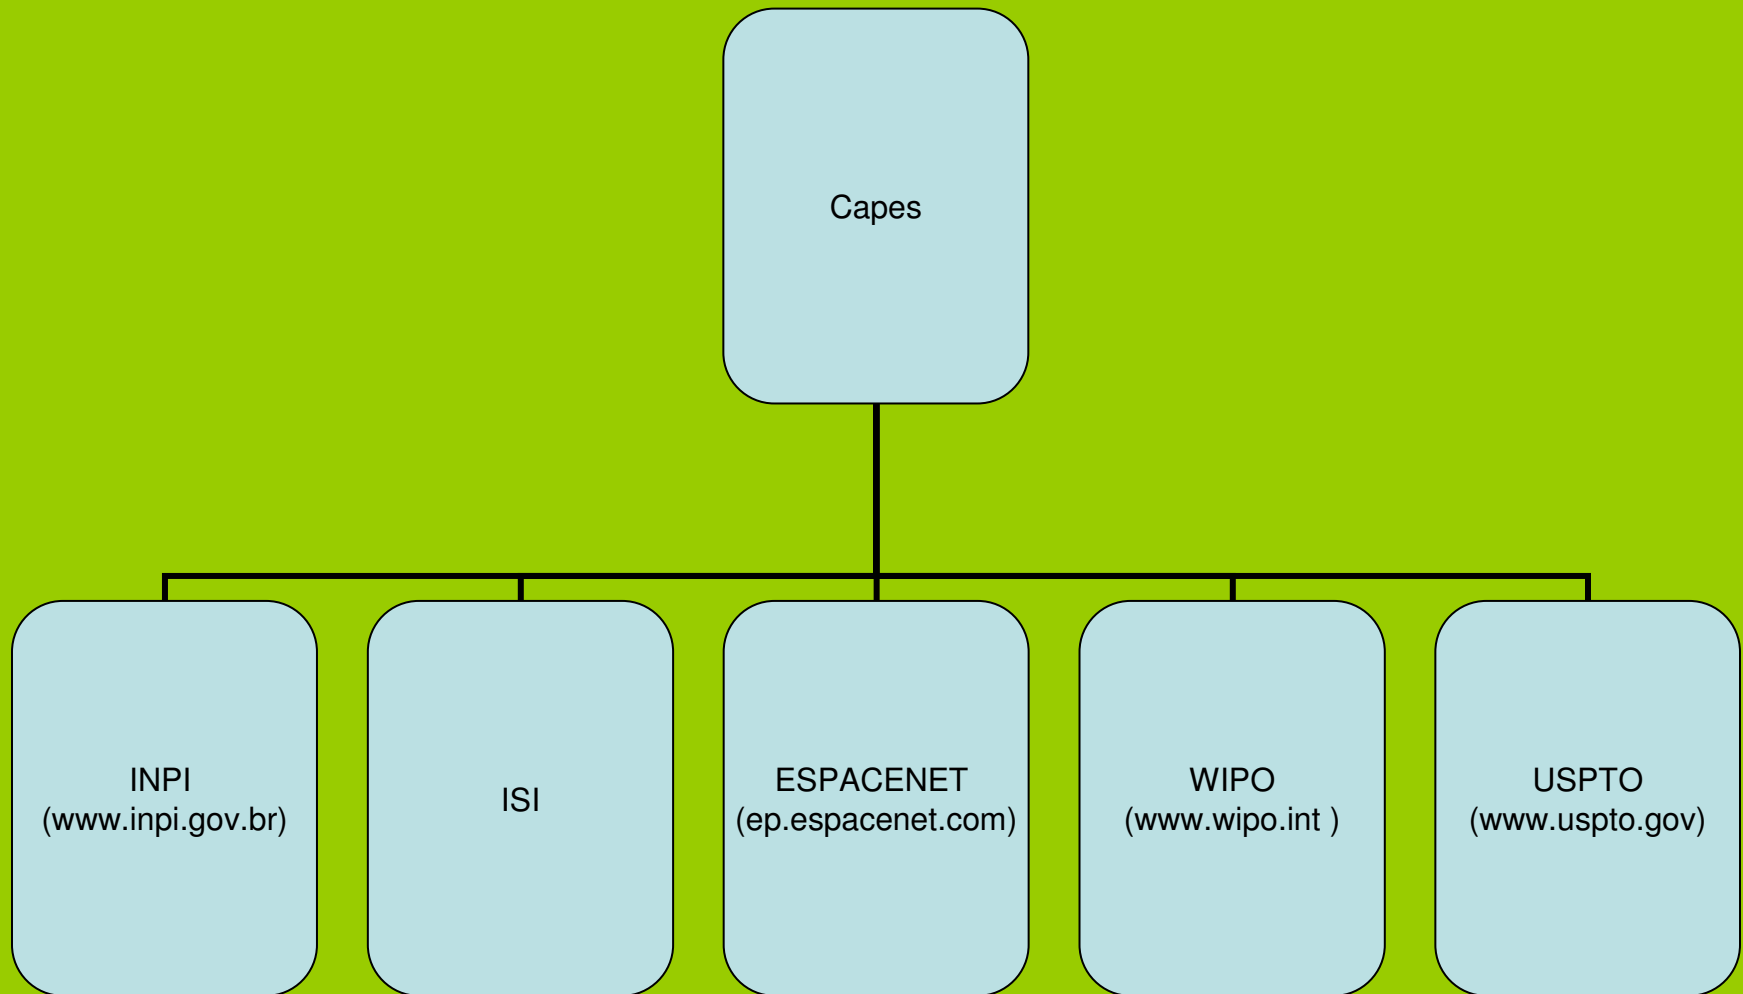 Capes
INPI
(www.inpi.gov.br)
ISI
ESPACENET
(ep.espacenet.com)
WIPO
(www.wipo.int )
USPTO
(www.uspto.gov)